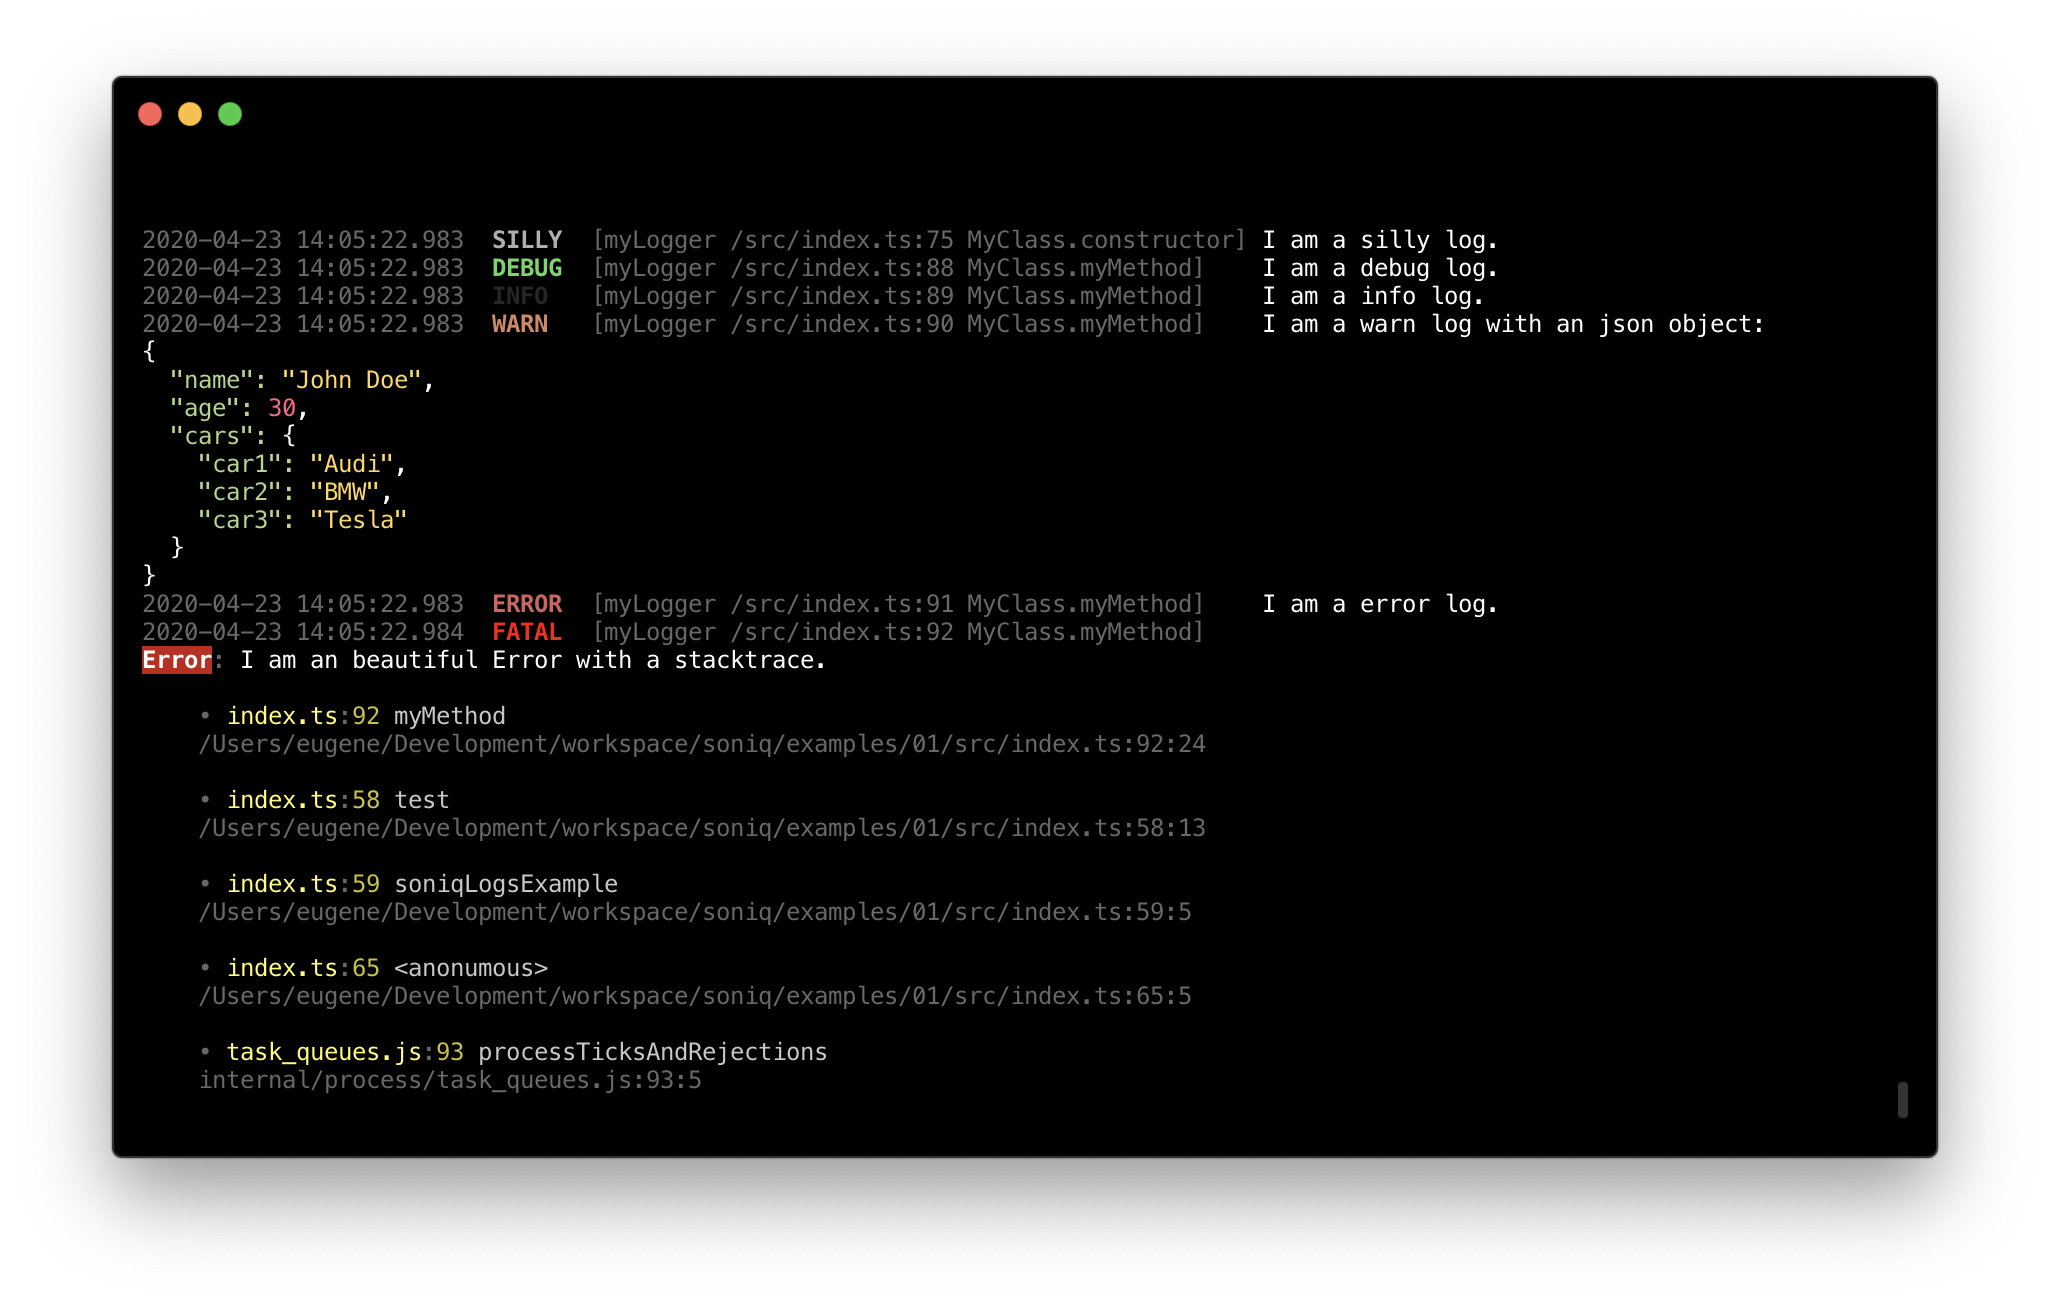 2020-04-23 14:05:22.983  SILLY  [myLogger /src/index.ts:75 MyClass.constructor] I am a silly log.
2020-04-23 14:05:22.983  DEBUG  [myLogger /src/index.ts:88 MyClass.myMethod]    I am a debug log.
2020-04-23 14:05:22.983  INFO   [myLogger /src/index.ts:89 MyClass.myMethod]    I am a info log.
2020-04-23 14:05:22.983  WARN   [myLogger /src/index.ts:90 MyClass.myMethod]    I am a warn log with an json object:
{
  "name": "John Doe",
  "age": 30,
  "cars": {
    "car1": "Audi",
    "car2": "BMW",
    "car3": "Tesla"
  }
}
2020-04-23 14:05:22.983  ERROR  [myLogger /src/index.ts:91 MyClass.myMethod]    I am a error log.
2020-04-23 14:05:22.984  FATAL  [myLogger /src/index.ts:92 MyClass.myMethod]
Error: I am an beautiful Error with a stacktrace.
    • index.ts:92 myMethod
    /Users/eugene/Development/workspace/soniq/examples/01/src/index.ts:92:24
    • index.ts:58 test
    /Users/eugene/Development/workspace/soniq/examples/01/src/index.ts:58:13
    • index.ts:59 soniqLogsExample
    /Users/eugene/Development/workspace/soniq/examples/01/src/index.ts:59:5
    • index.ts:65 <anonumous>
    /Users/eugene/Development/workspace/soniq/examples/01/src/index.ts:65:5
    • task_queues.js:93 processTicksAndRejections
    internal/process/task_queues.js:93:5